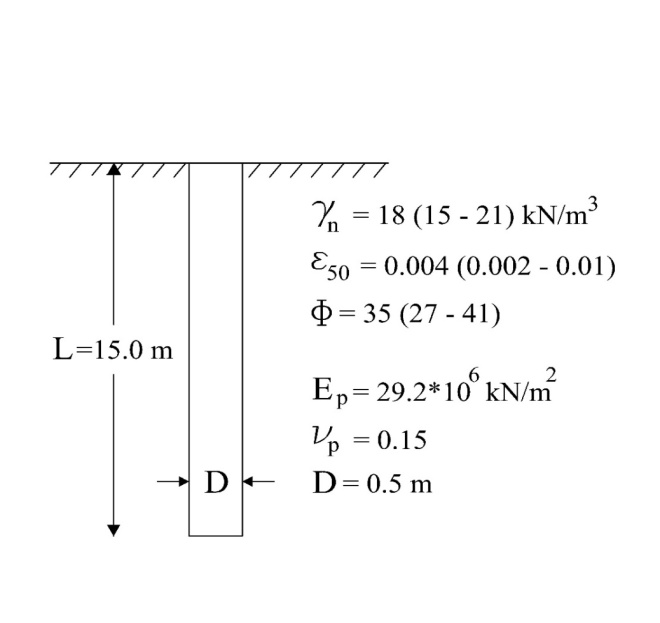 γn = 18 (15 - 21) kN/m³
ε50 = 0.004 (0.002 - 0.01)
Φ = 35 (27 - 41)
L=15.0 m
Ep = 29.2*10⁶ kN/m²
νp = 0.15
D
D = 0.5 m